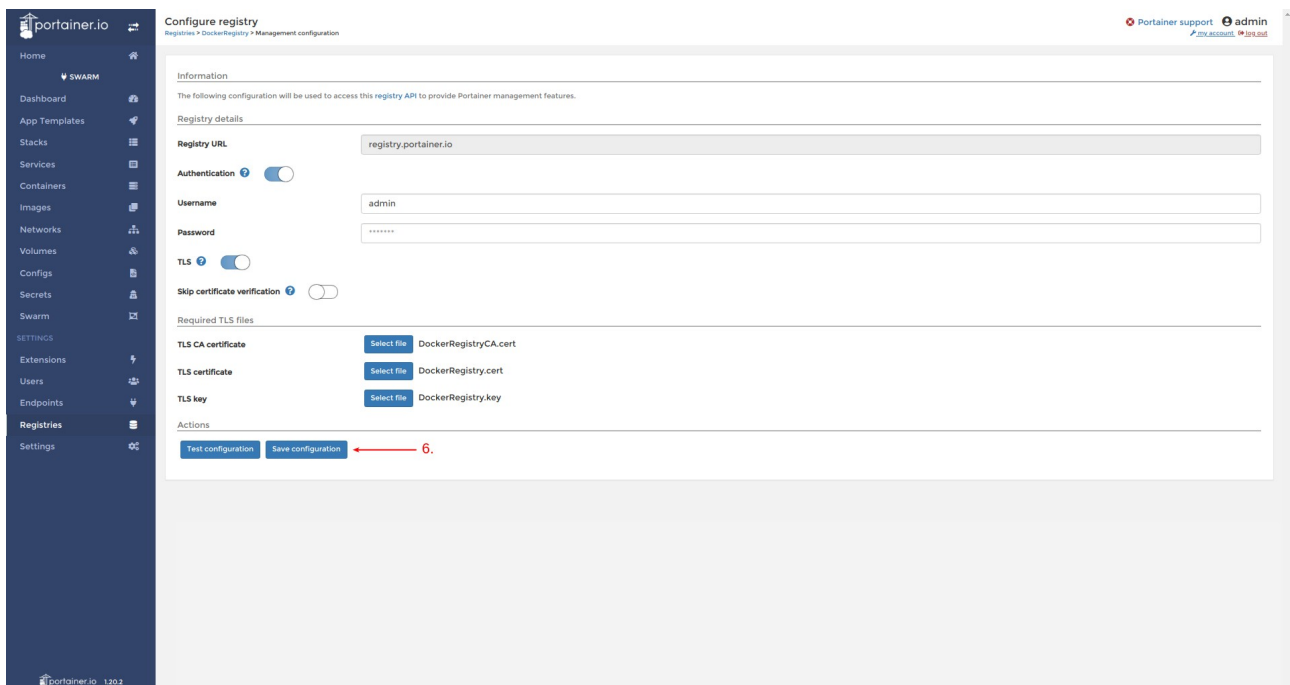 portainer.io
Home
SWARM
Dashboard
App Templates
Stacks
Services
Containers
Images
Networks
Volumes
Configs
Secrets
Swarm
SETTINGS
Extensions
Users
Endpoints
Registries
Settings
portainer.io 1.20.2
Configure registry
Registries > DockerRegistry > Management configuration
Portainer support admin
my account log out
Information
The following configuration will be used to access this registry API to provide Portainer management features.
Registry details
Registry URL registry.portainer.io
Authentication ?
Username admin
Password *******
TLS ?
Skip certificate verification ?
Required TLS files
TLS CA certificate Select file DockerRegistryCA.cert
TLS certificate Select file DockerRegistry.cert
TLS key Select file DockerRegistry.key
Actions
Test configuration Save configuration 6.